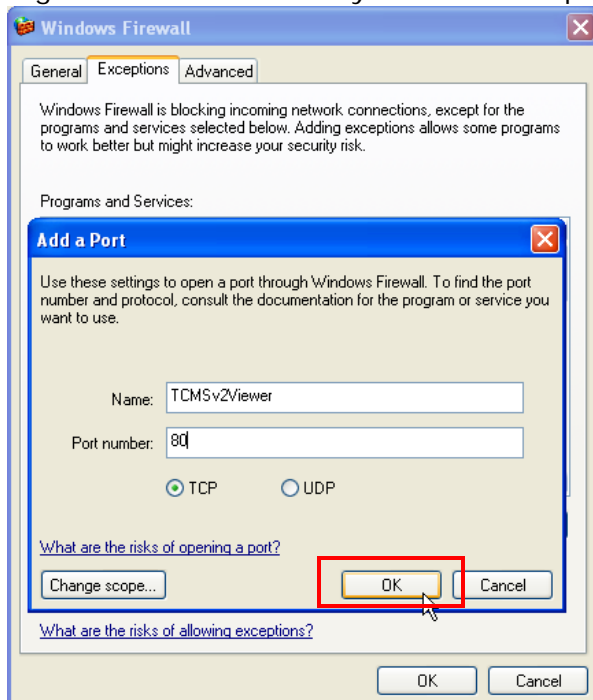 Windows Firewall
General Exceptions Advanced
Windows Firewall is blocking incoming network connections, except for the
programs and services selected below. Adding exceptions allows some programs
to work better but might increase your security risk.
Programs and Services:
Add a Port
Use these settings to open a port through Windows Firewall. To find the port
number and protocol, consult the documentation for the program or service you
want to use.
Name: TCMSv2Viewer
Port number: 80
TCP UDP
What are the risks of opening a port?
Change scope... OK Cancel
What are the risks of allowing exceptions?
OK Cancel